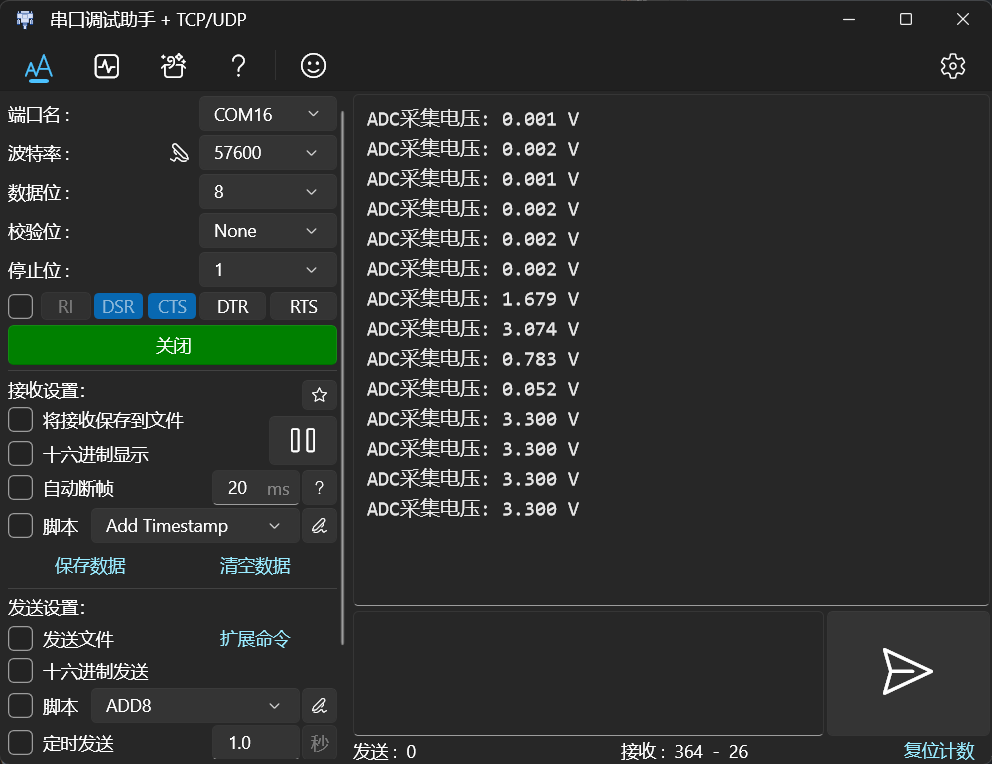 串口调试助手 + TCP/UDP
端口名:
COM16
波特率:
57600
数据位:
8
校验位:
None
停止位:
1
RI DSR CTS DTR RTS
关闭
接收设置:
将接收保存到文件
十六进制显示
自动断帧
20 ms ?
脚本
Add Timestamp
保存数据 清空数据
发送设置:
发送文件 扩展命令
十六进制发送
脚本
ADD8
定时发送
1.0 秒
ADC采集电压: 0.001 V
ADC采集电压: 0.002 V
ADC采集电压: 0.001 V
ADC采集电压: 0.002 V
ADC采集电压: 0.002 V
ADC采集电压: 0.002 V
ADC采集电压: 1.679 V
ADC采集电压: 3.074 V
ADC采集电压: 0.783 V
ADC采集电压: 0.052 V
ADC采集电压: 3.300 V
ADC采集电压: 3.300 V
ADC采集电压: 3.300 V
ADC采集电压: 3.300 V
发送: 0 接收: 364 - 26 复位计数